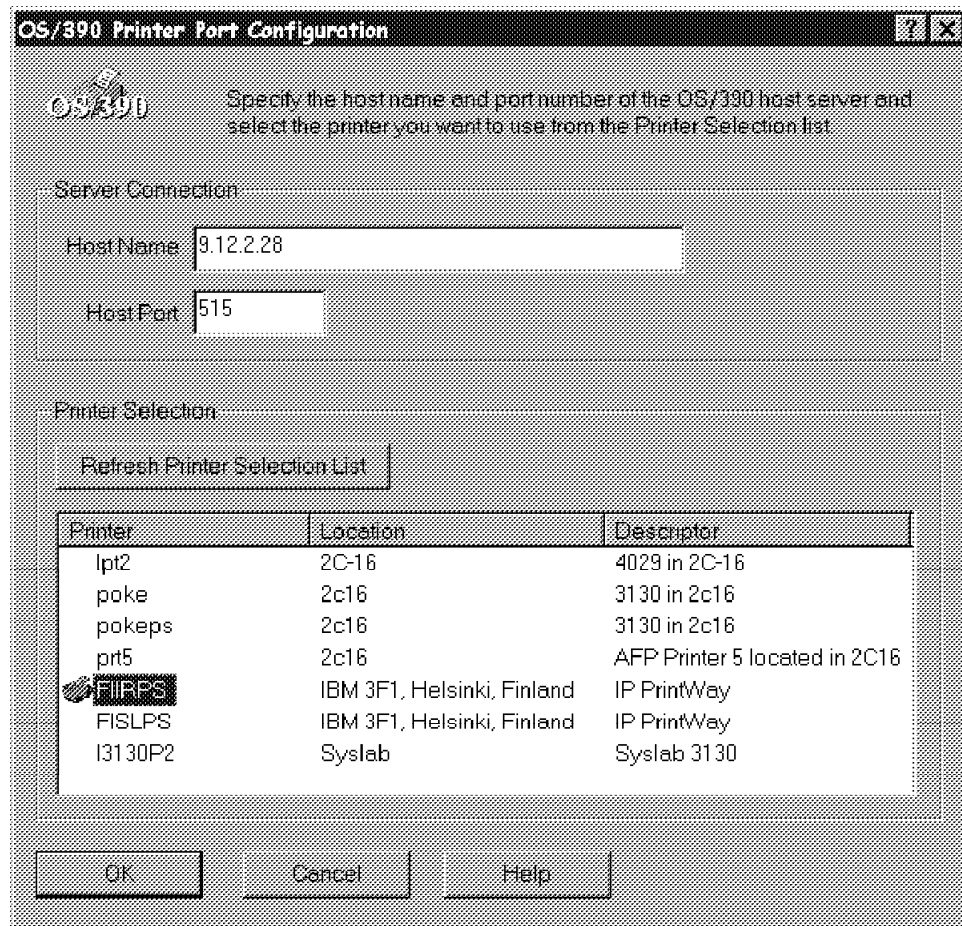 OS/390 Printer Port Configuration
OS/390
Specify the host name and port number of the OS/390 host server and
select the printer you want to use from the Printer Selection list.
Server Connection
Host Name 9.12.2.28
Host Port 515
Printer Selection
Refresh Printer Selection List
Printer Location Descriptor
lpt2 2C-16 4029 in 2C-16
poke 2c16 3130 in 2c16
pokeps 2c16 3130 in 2c16
prt5 2c16 AFP Printer 5 located in 2C16
FIIRPS IBM 3F1, Helsinki, Finland IP PrintWay
FISLPS IBM 3F1, Helsinki, Finland IP PrintWay
I3130P2 Syslab Syslab 3130
OK Cancel Help